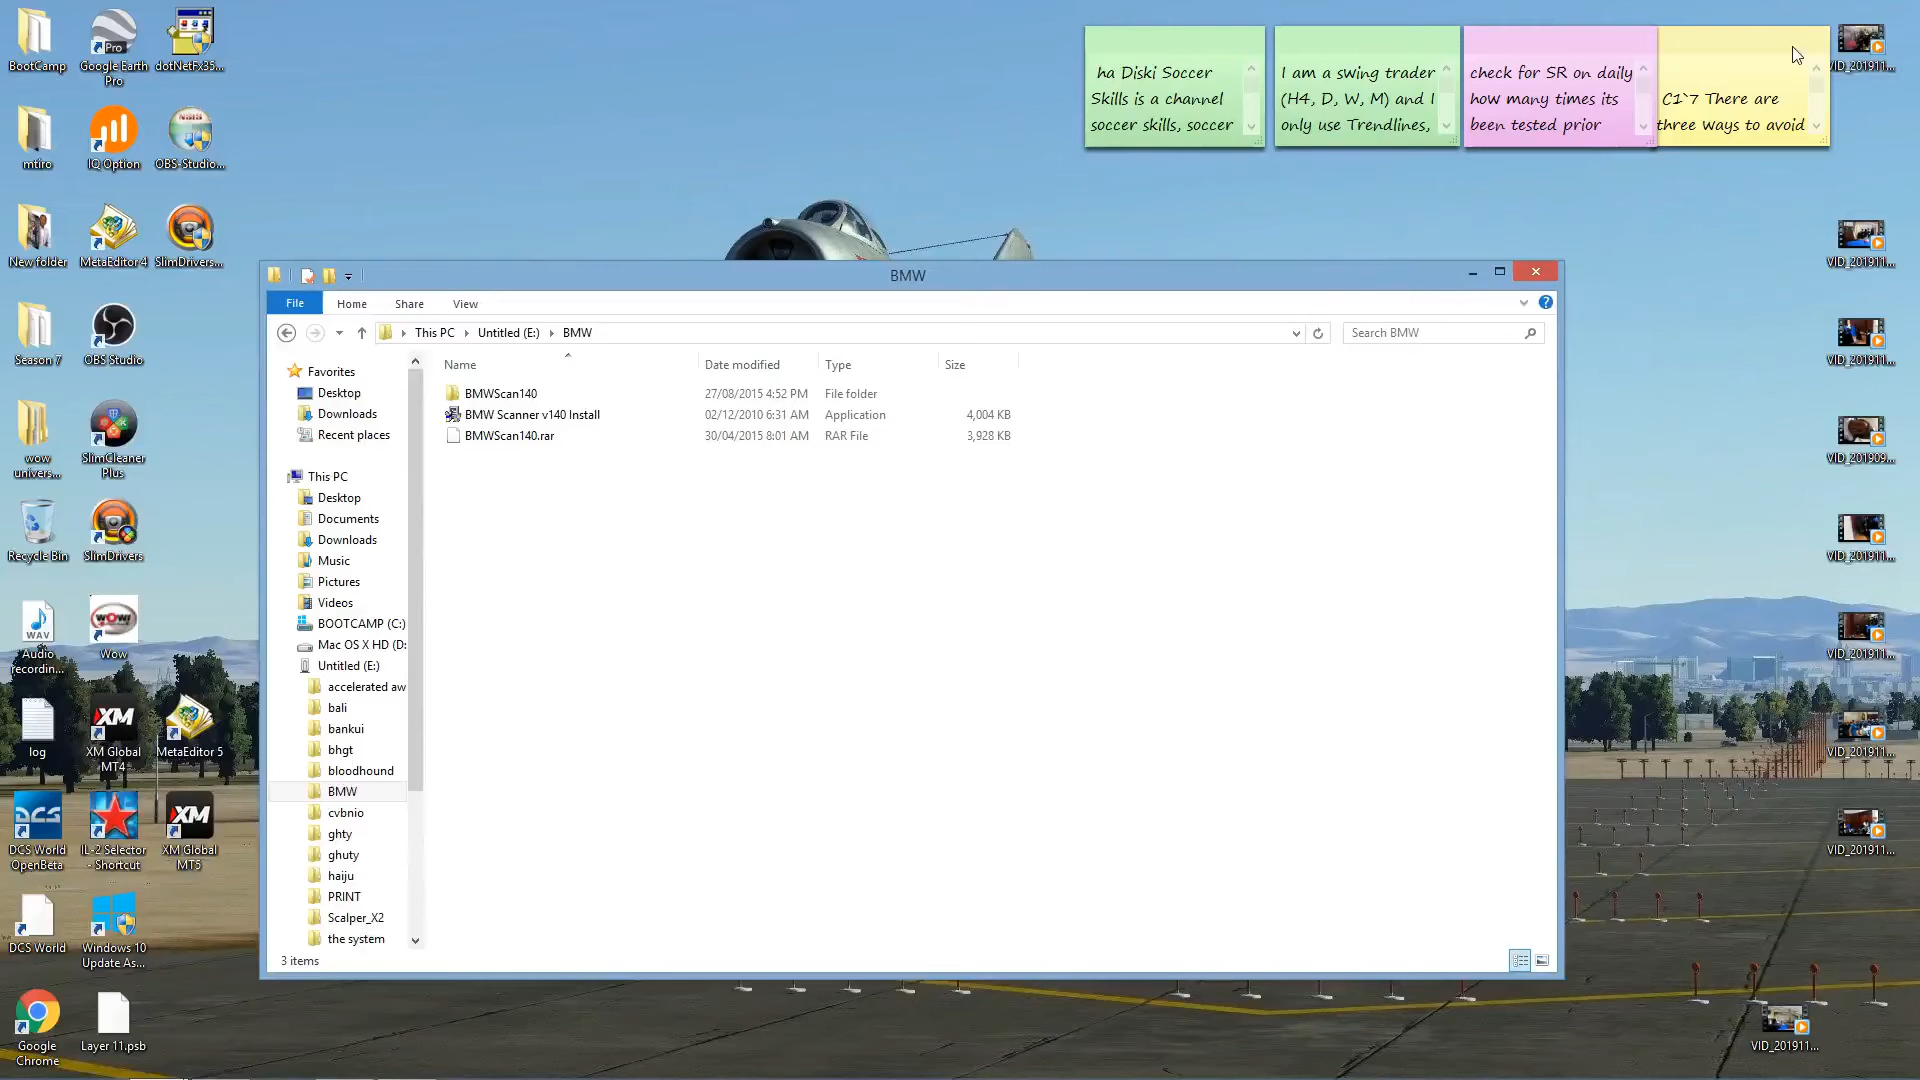 BootCamp
Google Earth
Pro
dotNetFx35...
mtiro
IQ Option
OBS-Studio...
New folder
MetaEditor 4
SlimDrivers...
Season 7
OBS Studio
wow
univers...
SlimCleaner
Plus
Recycle Bin
SlimDrivers
WAV
Audio
recordin...
WOW!
Wow
log
XM
XM Global
MT4
MetaEditor 5
DCS
DCS World
OpenBeta
IL-2 Selector
- Shortcut
XM
XM Global
MT5
DCS World
Windows 10
Update As...
Google
Chrome
Layer 11.psb
ha Diski Soccer
Skills is a channel
soccer skills, soccer
I am a swing trader
(H4, D, W, M) and I
only use Trendlines,
check for SR on daily
how many times its
been tested prior
C1`7 There are
three Ways to avoid
VID_201911...
VID_201911...
VID_201911...
VID_201909...
VID_201911...
VID_201911...
VID_201911...
VID_201911...
VID_201911...
BMW
File Home Share View
This PC Untitled (E:) BMW
Search BMW
Name Date modified Type Size
BMWScan140 27/08/2015 4:52 PM File folder
BMW Scanner v140 Install 02/12/2010 6:31 AM Application 4,004 KB
BMWScan140.rar 30/04/2015 8:01 AM RAR File 3,928 KB
Favorites
Desktop
Downloads
Recent places
This PC
Desktop
Documents
Downloads
Music
Pictures
Videos
BOOTCAMP (C:)
Mac OS X HD (D:
Untitled (E:)
accelerated aw
bali
bankui
bhgt
bloodhound
BMW
cvbnio
ghty
ghuty
haiju
PRINT
Scalper_X2
the system
3 items